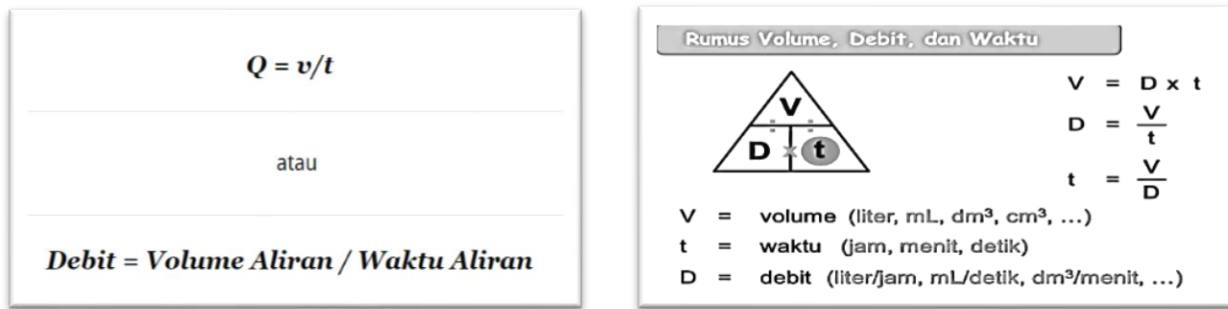 Q = v/t
atau
Debit = Volume Aliran / Waktu Aliran
Rumus Volume, Debit, dan Waktu
V
: :
D × t
V = D x t
D = V
t
t = V
D
V = volume (liter, mL, dm³, cm³, ...)
t = waktu (jam, menit, detik)
D = debit (liter/jam, mL/detik, dm³/menit, ...)